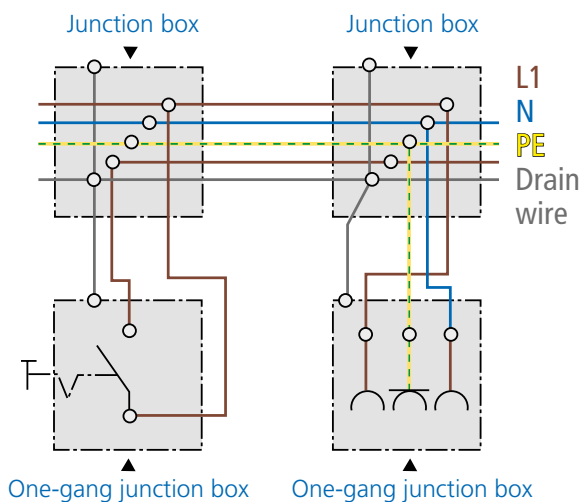 Junction box
Junction box
L1
N
PE
Drain
wire
One-gang junction box
One-gang junction box